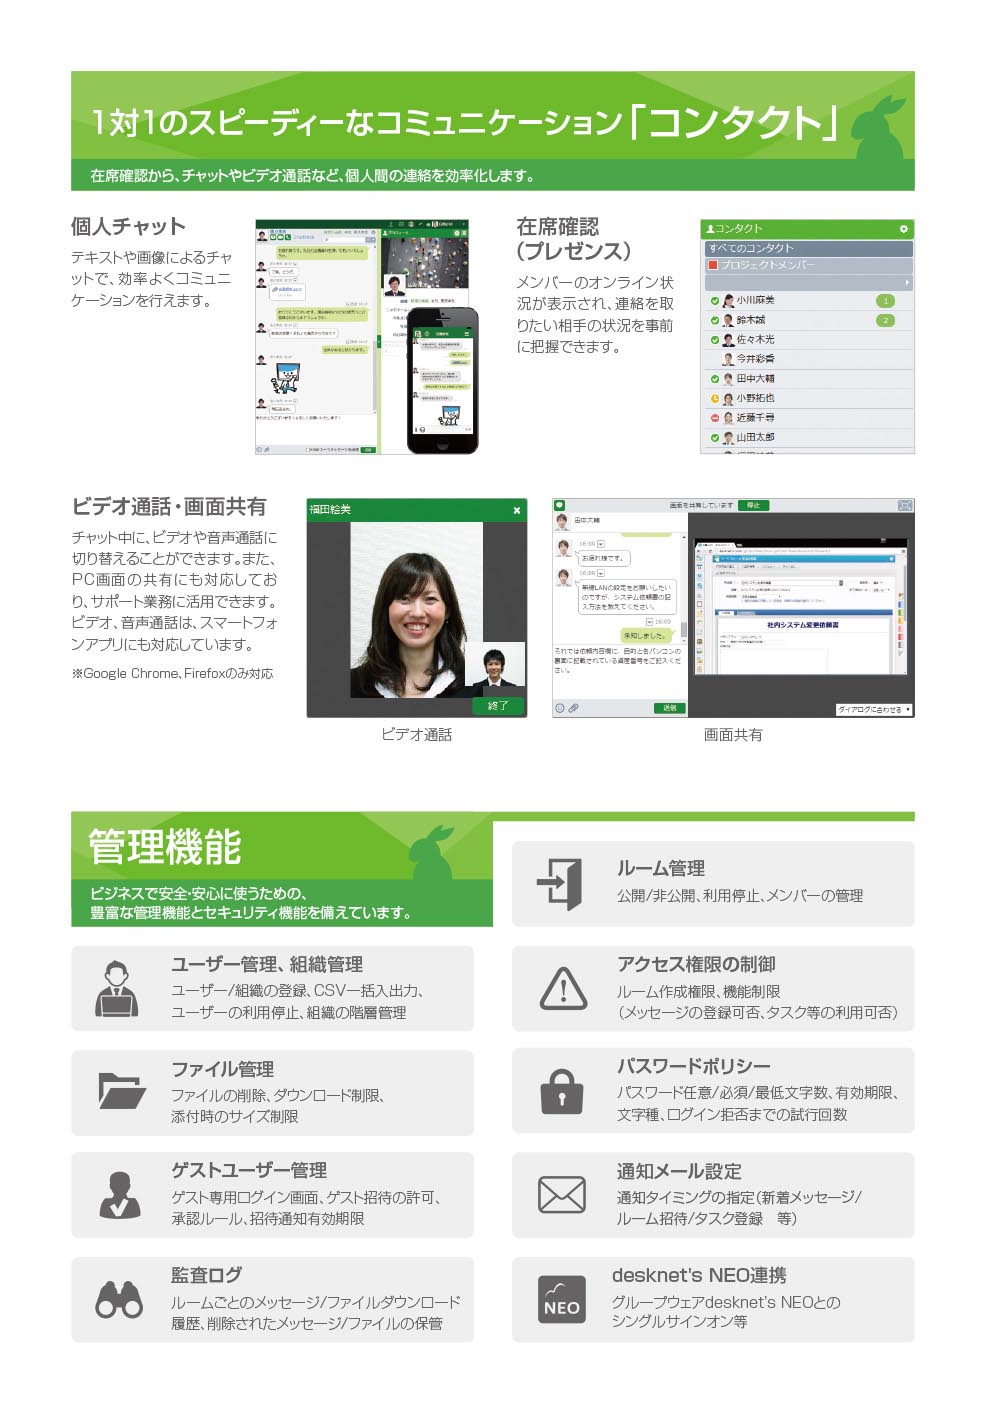 1対1のスピーディーなコミュニケーション「コンタクト」
在席確認から、チャットやビデオ通話など、個人間の連絡を効率化します。
個人チャット
テキストや画像によるチャ
ットで、効率よくコミュニ
ケーションを行えます。
在席確認
（プレゼンス）
メンバーのオンライン状
況が表示され、連絡を取
りたい相手の状況を事前
に把握できます。
コンタクト
すべてのコンタクト
プロジェクトメンバー
小川麻美 1
鈴木誠 2
佐々木光
今井彩香
田中大輔
小野拓也
近藤千尋
山田太郎
ビデオ通話・画面共有
チャット中に、ビデオや音声通話に
切り替えることができます。また、
PC画面の共有にも対応してお
り、サポート業務に活用できます。
ビデオ、音声通話は、スマートフォ
ンアプリにも対応しています。
※Google Chrome、Firefoxのみ対応
福田絵美
終了
ビデオ通話
画面を共有しています 停止
田中大輔
16:09
お疲れ様です。
16:09
無線LANの設定をお願いしたい
のですが、システム依頼書の記
入方法を教えてください。
16:09
承知しました。
それでは依頼内容欄に、目的と各パソコンの
裏面に記載されている資産番号をご記入くだ
さい。
送信
社内システム変更依頼書
ダイアログに合わせる
画面共有
管理機能
ビジネスで安全・安心に使うための、
豊富な管理機能とセキュリティ機能を備えています。
ルーム管理
公開/非公開、利用停止、メンバーの管理
ユーザー管理、組織管理
ユーザー/組織の登録、CSV一括入出力、
ユーザーの利用停止、組織の階層管理
アクセス権限の制御
ルーム作成権限、機能制限
（メッセージの登録可否、タスク等の利用可否）
ファイル管理
ファイルの削除、ダウンロード制限、
添付時のサイズ制限
パスワードポリシー
パスワード任意/必須/最低文字数、有効期限、
文字種、ログイン拒否までの試行回数
ゲストユーザー管理
ゲスト専用ログイン画面、ゲスト招待の許可、
承認ルール、招待通知有効期限
通知メール設定
通知タイミングの指定（新着メッセージ/
ルーム招待/タスク登録　等）
監査ログ
ルームごとのメッセージ/ファイルダウンロード
履歴、削除されたメッセージ/ファイルの保管
NEO
desknet's NEO連携
グループウェアdesknet's NEOとの
シングルサインオン等